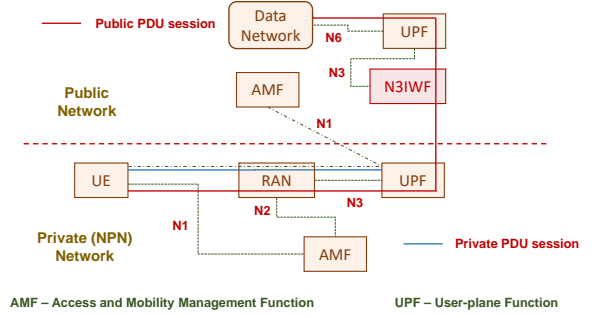 Public PDU session
Data
Network
N6
UPF
N3
N3IWF
AMF
Public
Network
N1
UE
RAN
UPF
N2
N3
N1
Private (NPN)
Network
AMF
Private PDU session
AMF – Access and Mobility Management Function
UPF – User-plane Function